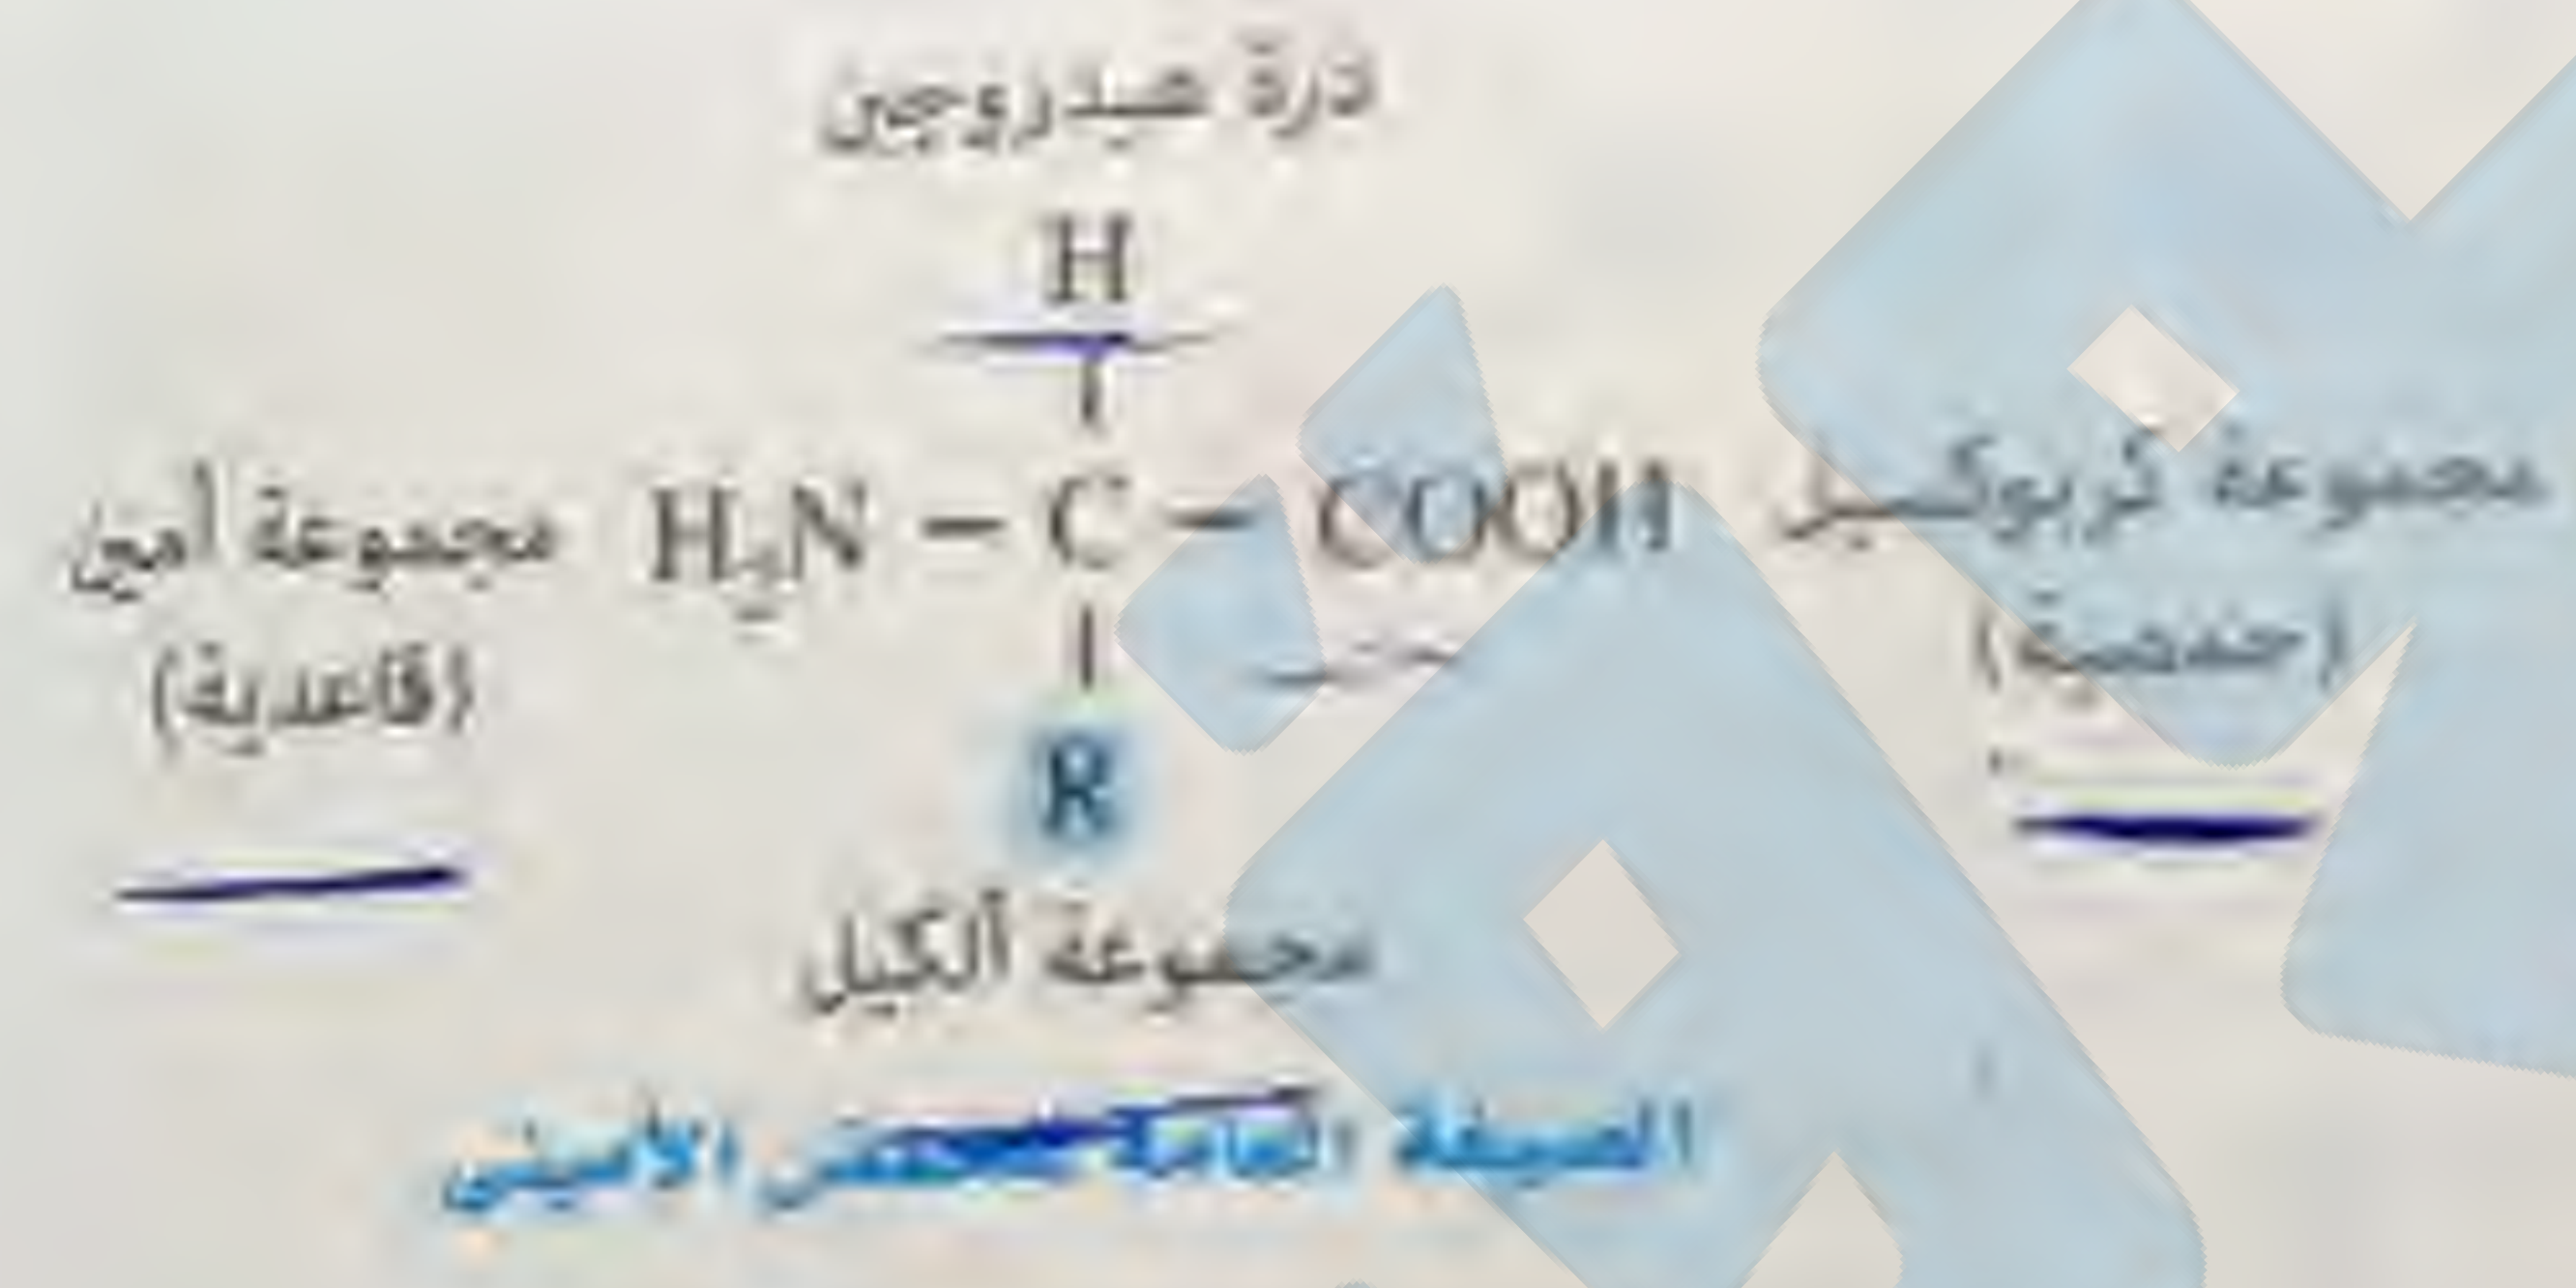 ذرة هيدروجين
H
مجموعة أمين H₂N – C – COOH مجموعة كربوكسيل
(قاعدية) (حمضية)
R
مجموعة ألكيل
الصيغة العامة للحمض الأميني